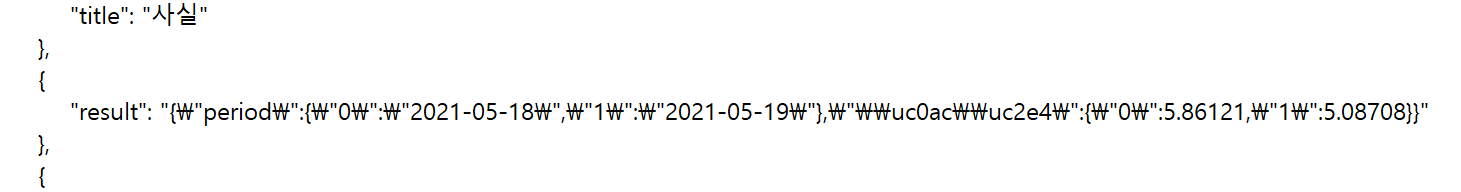 "title": "사실"
},
{
"result": "{₩"period₩":{₩"0₩":₩"2021-05-18₩",₩"1₩":₩"2021-05-19₩"},₩"₩₩uc0ac₩₩uc2e4₩":{₩"0₩":5.86121,₩"1₩":5.08708}}"
},
{